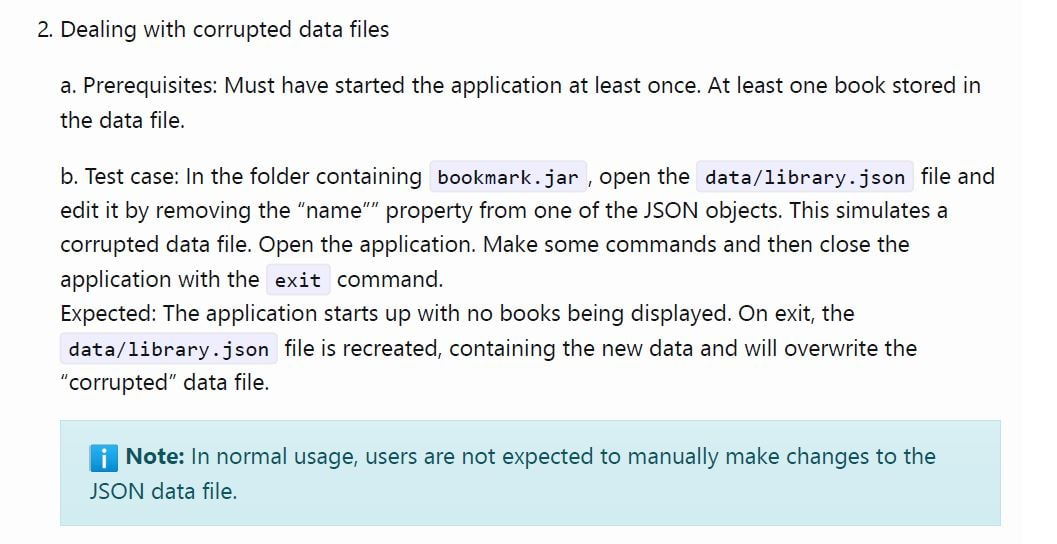 2. Dealing with corrupted data files
a. Prerequisites: Must have started the application at least once. At least one book stored in
the data file.
b. Test case: In the folder containing bookmark.jar , open the data/library.json file and
edit it by removing the “name”” property from one of the JSON objects. This simulates a
corrupted data file. Open the application. Make some commands and then close the
application with the exit command.
Expected: The application starts up with no books being displayed. On exit, the
data/library.json file is recreated, containing the new data and will overwrite the
“corrupted” data file.
ℹ️ Note: In normal usage, users are not expected to manually make changes to the
JSON data file.